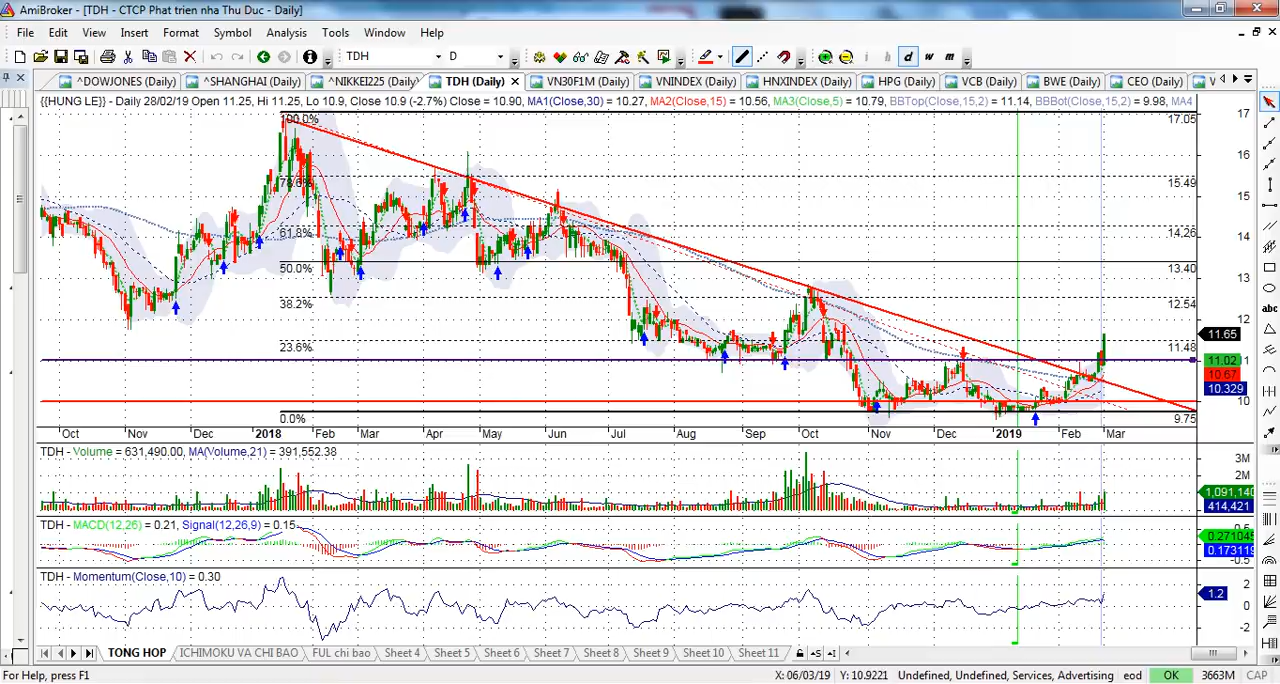 AmiBroker - [TDH - CTCP Phat trien nha Thu Duc - Daily]
File Edit View Insert Format Symbol Analysis Tools Window Help
TDH D i h d w m
^DOWJONES (Daily) ^SHANGHAI (Daily) ^NIKKEI225 (Daily) TDH (Daily) VN30F1M (Daily) VNINDEX (Daily) HNXINDEX (Daily) HPG (Daily) VCB (Daily) BWE (Daily) CEO (Daily)
{{HUNG LE}} - Daily 28/02/19 Open 11.25, Hi 11.25, Lo 10.9, Close 10.9 (-2.7%) Close = 10.90, MA1(Close,30) = 10.27, MA2(Close,15) = 10.56, MA3(Close,5) = 10.79, BBTop(Close,15,2) = 11.14, BBBot(Close,15,2) = 9.98, MA4
100.0% 17.05 17
16
78.6% 15.49 15
61.8% 14.26 14
50.0% 13.40 13
38.2% 12.54 12
23.6% 11.48 11.65
11.02
10.67
10.329
10
0.0% 9.75
Oct Nov Dec 2018 Feb Mar Apr May Jun Jul Aug Sep Oct Nov Dec 2019 Feb Mar
TDH - Volume = 631,490.00, MA(Volume,21) = 391,552.38
3M
2M
1,091,140
414,421
TDH - MACD(12,26) = 0.21, Signal(12,26,9) = 0.15
0.5
0.271045
0.173119
-0.5
TDH - Momentum(Close,10) = 0.30
2
1.2
0
-2
TONG HOP ICHIMOKU VA CHI BAO FUL chi bao Sheet 4 Sheet 5 Sheet 6 Sheet 7 Sheet 8 Sheet 9 Sheet 10 Sheet 11
For Help, press F1 X: 06/03/19 Y: 10.9221 Undefined, Undefined, Services, Advertising eod OK 3663M CAP
abc